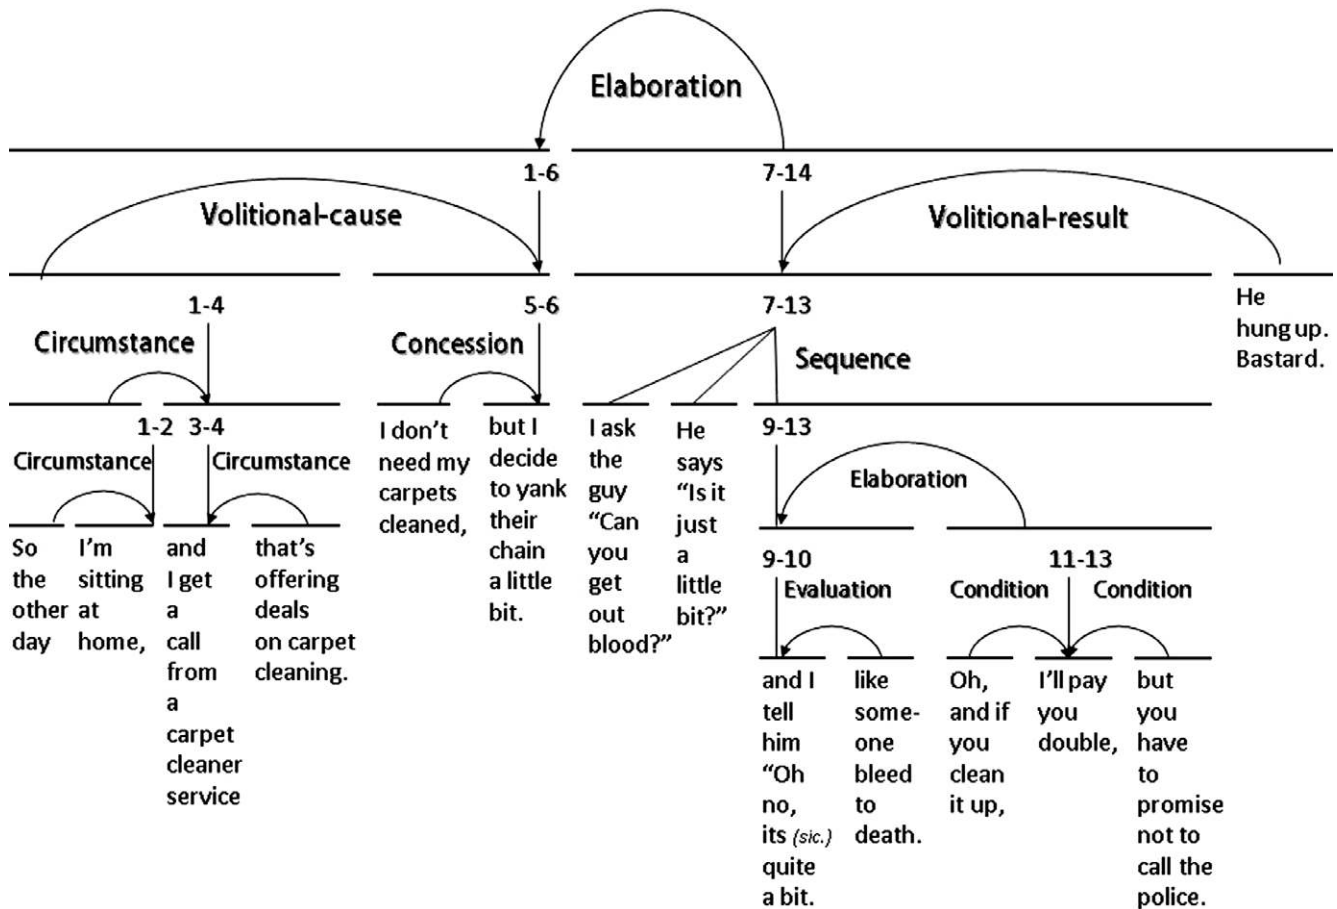 Elaboration
1-6
7-14
Volitional-cause
Volitional-result
1-4
5-6
7-13
He
hung up.
Bastard.
Circumstance
Concession
Sequence
1-2
3-4
9-13
Circumstance
Circumstance
Elaboration
So
the
other
day
I'm
sitting
at
home,
and
I get
a
call
from
a
carpet
cleaner
service
that's
offering
deals
on carpet
cleaning.
I don't
need my
carpets
cleaned,
but I
decide
to yank
their
chain
a little
bit.
I ask
the
guy
“Can
you
get
out
blood?”
He
says
“Is it
just
a
little
bit?”
9-10
11-13
Evaluation
Condition
Condition
and I
tell
him
“Oh
no,
its (sic.)
quite
a bit.
like
some-
one
bleed
to
death.
Oh,
and if
you
clean
it up,
I'll pay
you
double,
but
you
have
to
promise
not to
call the
police.